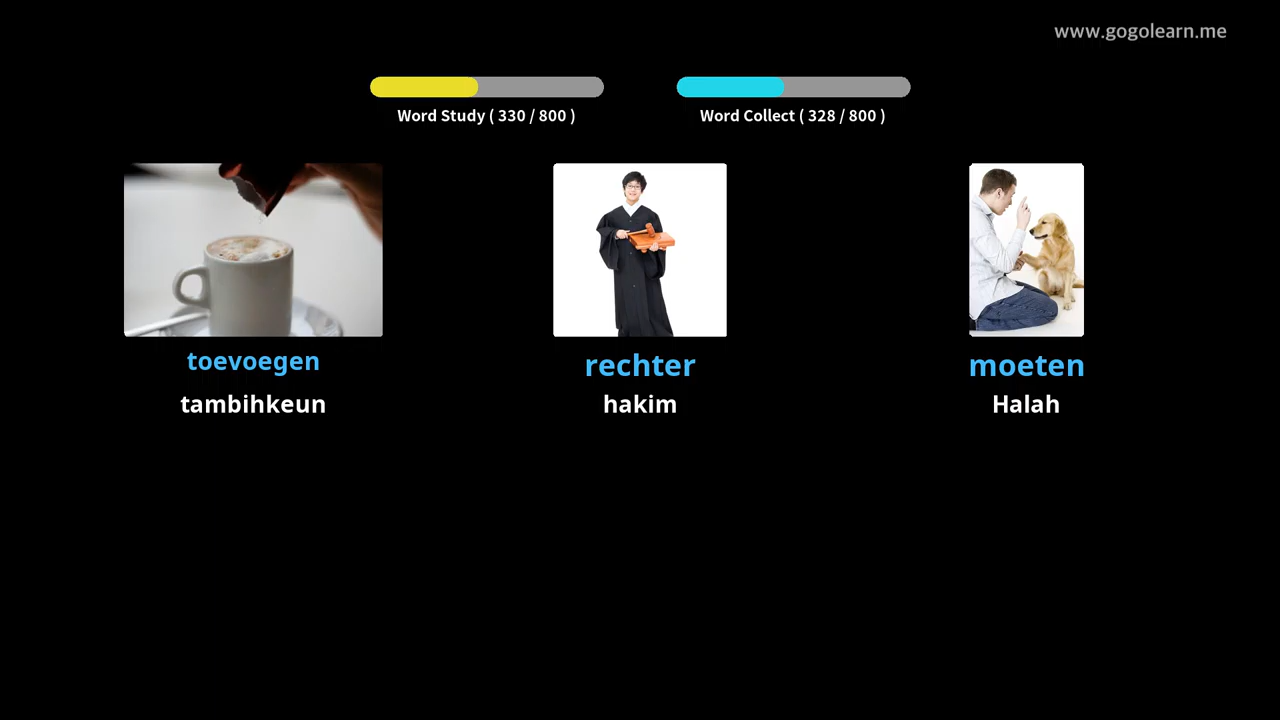 www.gogolearn.me
Word Study ( 330 / 800 )
Word Collect ( 328 / 800 )
toevoegen
tambihkeun
rechter
hakim
moeten
Halah